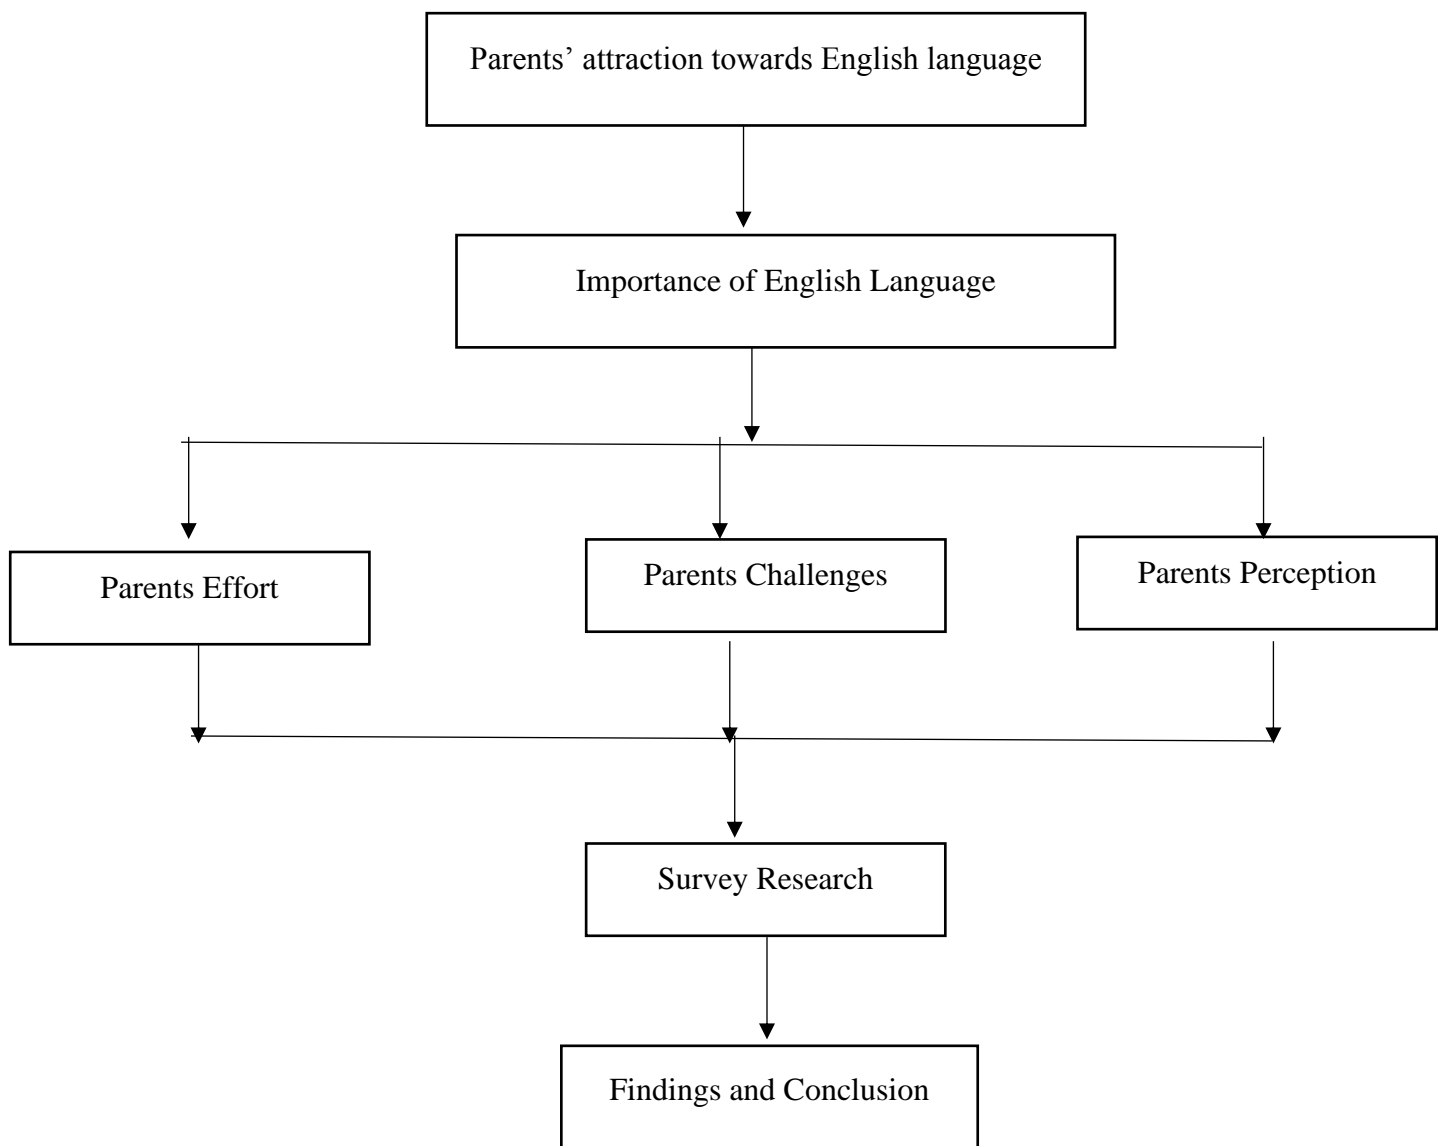 Parents’ attraction towards English language
Importance of English Language
Parents Effort
Parents Challenges
Parents Perception
Survey Research
Findings and Conclusion